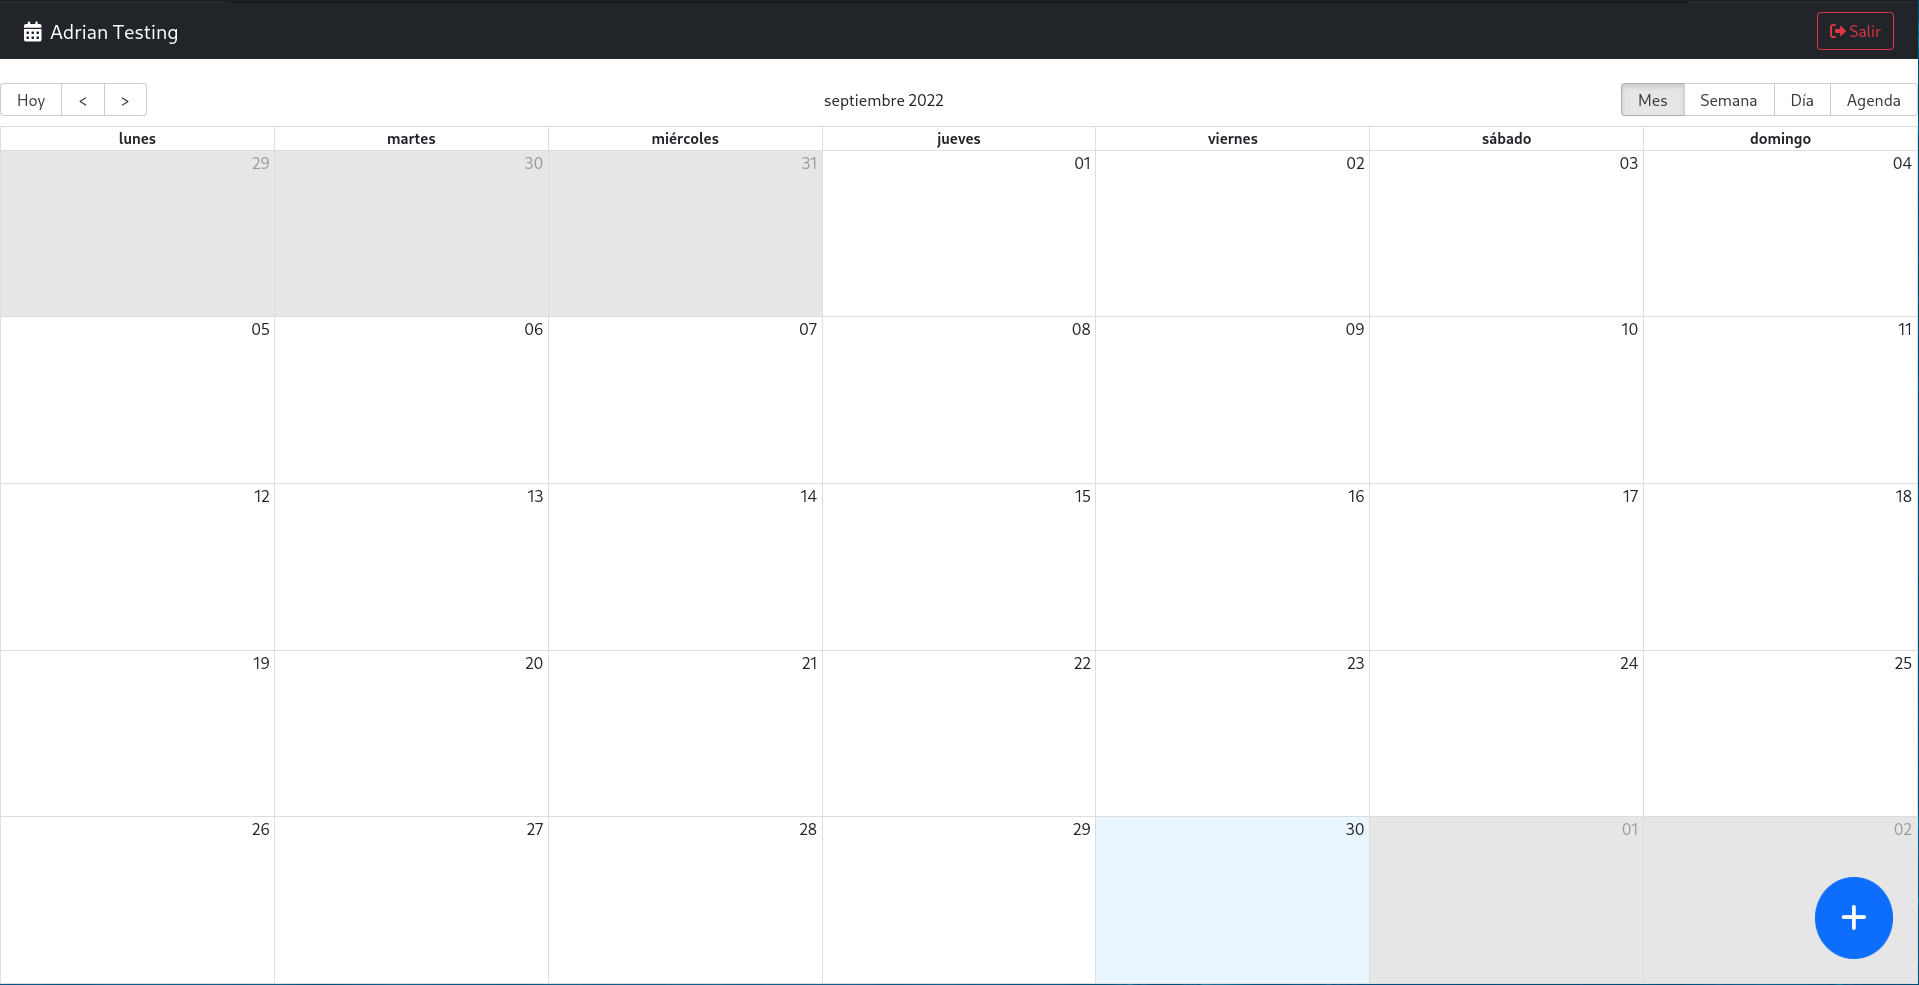 Adrian Testing
Salir
Hoy < > septiembre 2022 Mes Semana Día Agenda
lunes martes miércoles jueves viernes sábado domingo
29 30 31 01 02 03 04
05 06 07 08 09 10 11
12 13 14 15 16 17 18
19 20 21 22 23 24 25
26 27 28 29 30 01 02
+